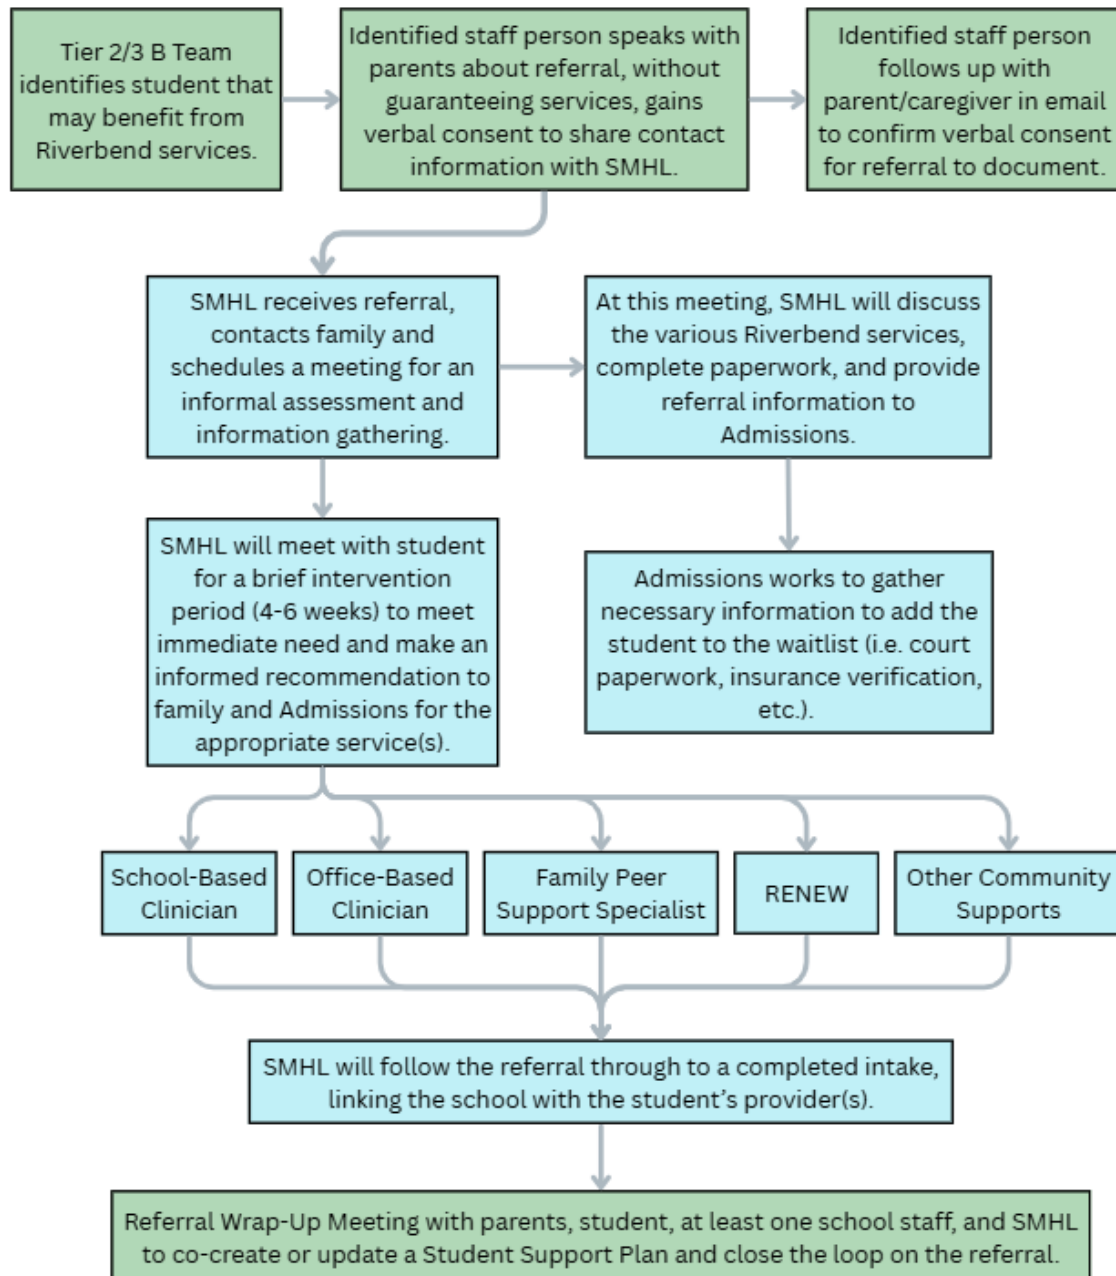 Tier 2/3 B Team
identifies student that
may benefit from
Riverbend services.
Identified staff person speaks with
parents about referral, without
guaranteeing services, gains
verbal consent to share contact
information with SMHL.
Identified staff person
follows up with
parent/caregiver in email
to confirm verbal consent
for referral to document.
SMHL receives referral,
contacts family and
schedules a meeting for an
informal assessment and
information gathering.
At this meeting, SMHL will discuss
the various Riverbend services,
complete paperwork, and provide
referral information to
Admissions.
SMHL will meet with student
for a brief intervention
period (4-6 weeks) to meet
immediate need and make an
informed recommendation to
family and Admissions for the
appropriate service(s).
Admissions works to gather
necessary information to add the
student to the waitlist (i.e. court
paperwork, insurance verification,
etc.).
School-Based
Clinician
Office-Based
Clinician
Family Peer
Support Specialist
RENEW
Other Community
Supports
SMHL will follow the referral through to a completed intake,
linking the school with the student's provider(s).
Referral Wrap-Up Meeting with parents, student, at least one school staff, and SMHL
to co-create or update a Student Support Plan and close the loop on the referral.